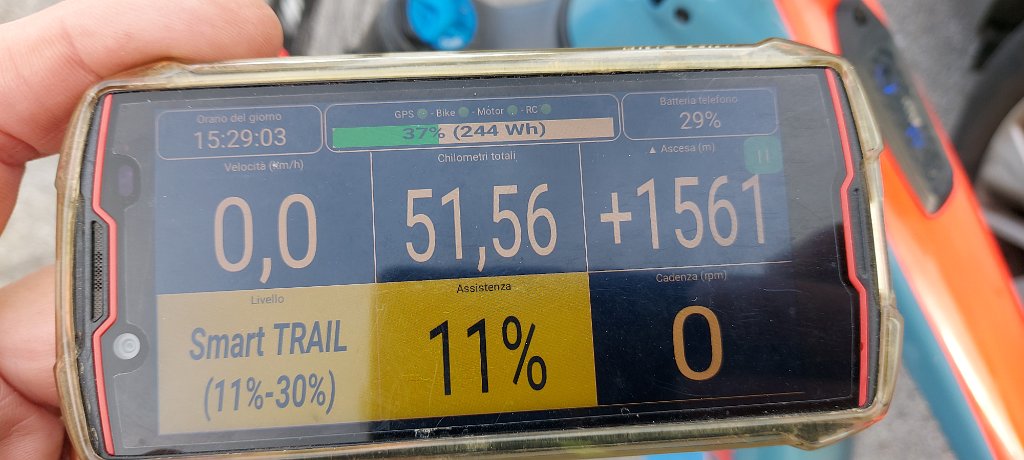 Orario del giorno
15:29:03
GPS - Bike - Motor - RC
37% (244 Wh)
Batteria telefono
29%
Velocità (km/h)
0,0
Chilometri totali
51,56
▲ Ascesa (m)
+1561
Livello
Smart TRAIL
(11%-30%)
Assistenza
11%
Cadenza (rpm)
0